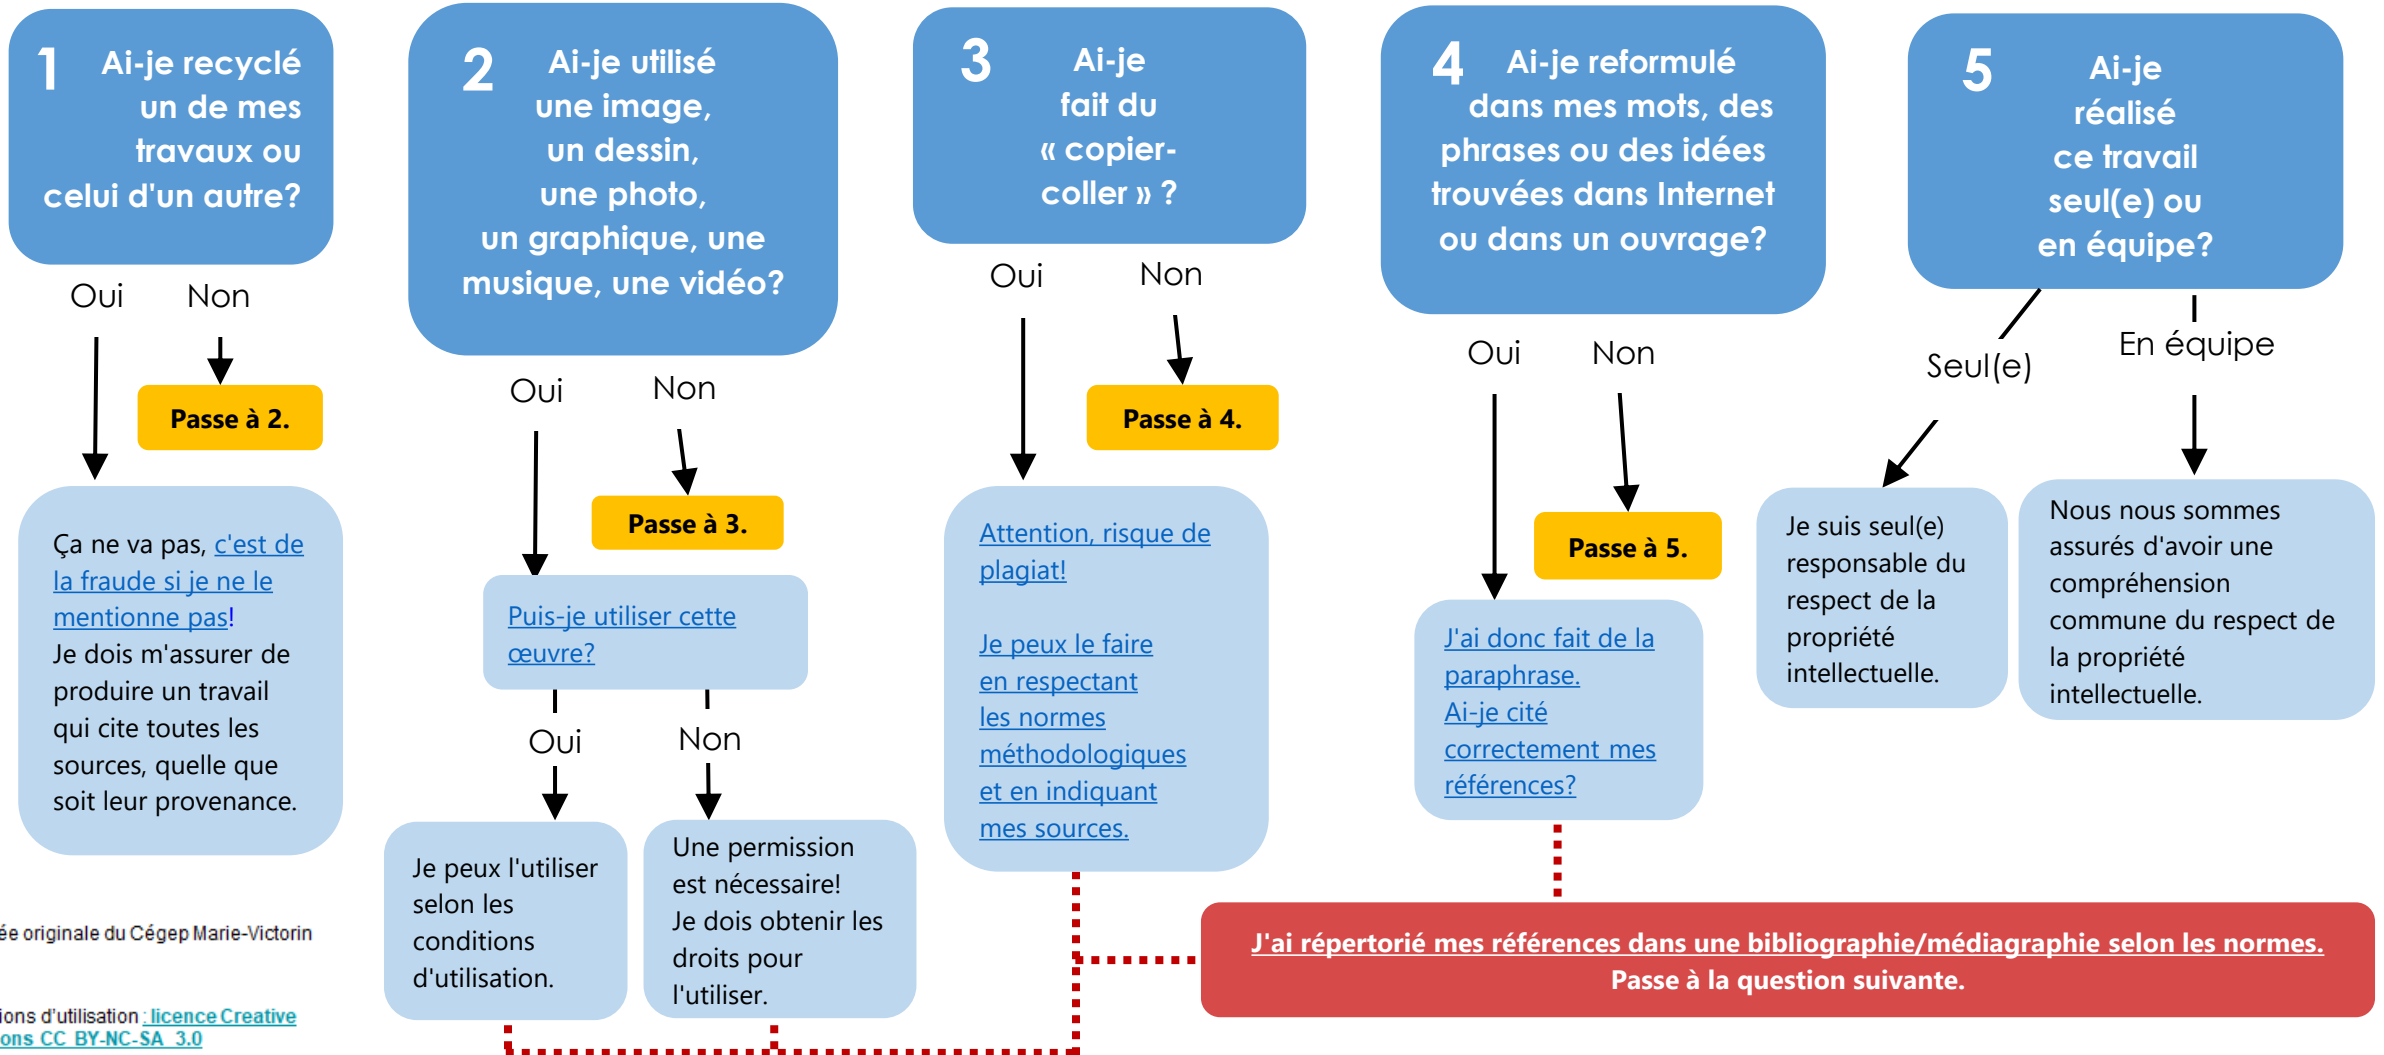 1 Ai-je recyclé
un de mes
travaux ou
celui d'un autre?
Oui Non
Passe à 2.
Ça ne va pas, c'est de
la fraude si je ne le
mentionne pas!
Je dois m'assurer de
produire un travail
qui cite toutes les
sources, quelle que
soit leur provenance.
2 Ai-je utilisé
une image,
un dessin,
une photo,
un graphique, une
musique, une vidéo?
Oui Non
Passe à 3.
Puis-je utiliser cette
œuvre?
Oui Non
Je peux l'utiliser
selon les
conditions
d'utilisation.
Une permission
est nécessaire!
Je dois obtenir les
droits pour
l'utiliser.
3 Ai-je
fait du
« copier-
coller » ?
Oui Non
Passe à 4.
Attention, risque de
plagiat!
Je peux le faire
en respectant
les normes
méthodologiques
et en indiquant
mes sources.
4 Ai-je reformulé
dans mes mots, des
phrases ou des idées
trouvées dans Internet
ou dans un ouvrage?
Oui Non
Passe à 5.
J'ai donc fait de la
paraphrase.
Ai-je cité
correctement mes
références?
5 Ai-je
réalisé
ce travail
seul(e) ou
en équipe?
Seul(e) En équipe
Je suis seul(e)
responsable du
respect de la
propriété
intellectuelle.
Nous nous sommes
assurés d'avoir une
compréhension
commune du respect de
la propriété
intellectuelle.
J'ai répertorié mes références dans une bibliographie/médiagraphie selon les normes.
Passe à la question suivante.
originale du Cégep Marie-Victorin
d'utilisation : licence Creative
CC BY-NC-SA 3.0